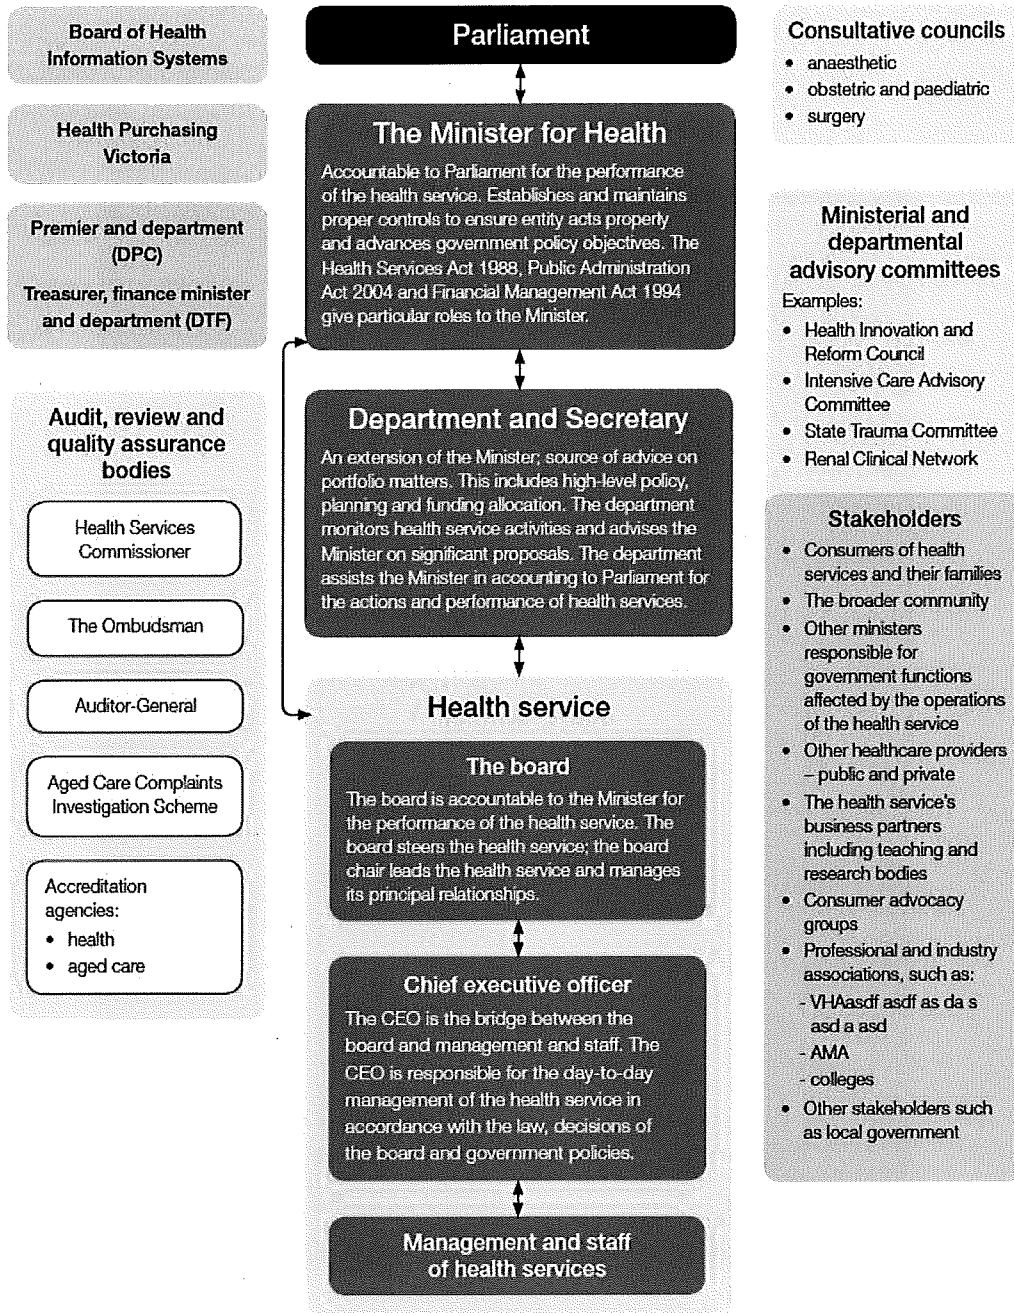 Board of Health
Information Systems
Health Purchasing
Victoria
Premier and department
(DPC)
Treasurer, finance minister
and department (DTF)
Audit, review and
quality assurance
bodies
Health Services
Commissioner
The Ombudsman
Auditor-General
Aged Care Complaints
Investigation Scheme
Accreditation
agencies:
• health
• aged care
Parliament
The Minister for Health
Accountable to Parliament for the performance
of the health service. Establishes and maintains
proper controls to ensure entity acts properly
and advances government policy objectives. The
Health Services Act 1988, Public Administration
Act 2004 and Financial Management Act 1994
give particular roles to the Minister.
Department and Secretary
An extension of the Minister; source of advice on
portfolio matters. This includes high-level policy,
planning and funding allocation. The department
monitors health service activities and advises the
Minister on significant proposals. The department
assists the Minister in accounting to Parliament for
the actions and performance of health services.
Health service
The board
The board is accountable to the Minister for
the performance of the health service. The
board steers the health service; the board
chair leads the health service and manages
its principal relationships.
Chief executive officer
The CEO is the bridge between the
board and management and staff. The
CEO is responsible for the day-to-day
management of the health service in
accordance with the law, decisions of
the board and government policies.
Management and staff
of health services
Consultative councils
• anaesthetic
• obstetric and paediatric
• surgery
Ministerial and
departmental
advisory committees
Examples:
• Health Innovation and
Reform Council
• Intensive Care Advisory
Committee
• State Trauma Committee
• Renal Clinical Network
Stakeholders
• Consumers of health
services and their families
• The broader community
• Other ministers
responsible for
government functions
affected by the operations
of the health service
• Other healthcare providers
– public and private
• The health service's
business partners
including teaching and
research bodies
• Consumer advocacy
groups
• Professional and industry
associations, such as:
- VHAasdf asdf as da s
asd a asd
- AMA
- colleges
• Other stakeholders such
as local government